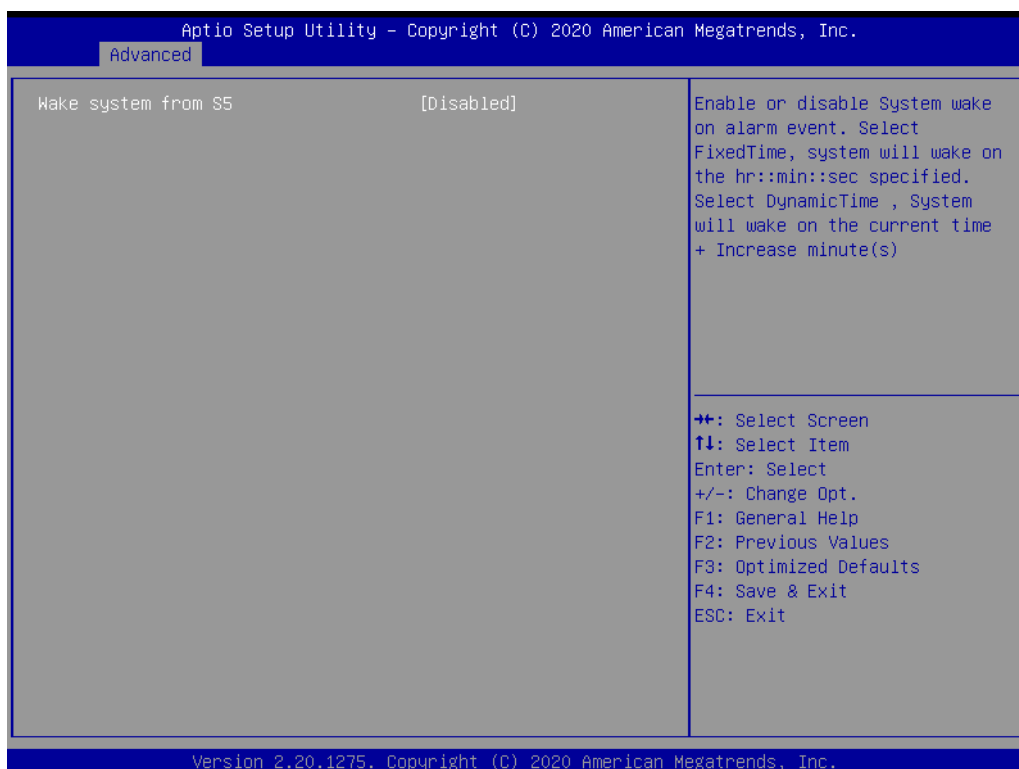 Aptio Setup Utility – Copyright (C) 2020 American Megatrends, Inc.
Advanced
Wake system from S5 [Disabled]
Enable or disable System wake
on alarm event. Select
FixedTime, system will wake on
the hr::min::sec specified.
Select DynamicTime , System
will wake on the current time
+ Increase minute(s)
→←: Select Screen
↑↓: Select Item
Enter: Select
+/-: Change Opt.
F1: General Help
F2: Previous Values
F3: Optimized Defaults
F4: Save & Exit
ESC: Exit
Version 2.20.1275. Copyright (C) 2020 American Megatrends, Inc.